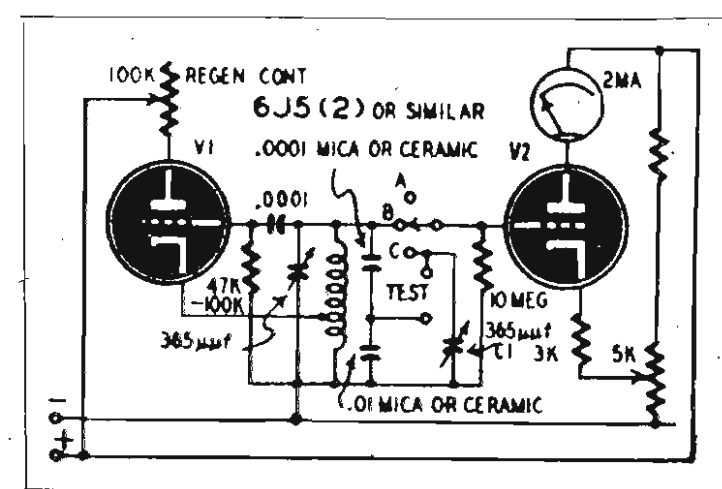 100K REGEN CONT
2MA
6J5 (2) OR SIMILAR
V1
.0001 MICA OR CERAMIC
V2
.0001
A
B
C
47K
-100K
TEST
10 MEG
365µµf
365µµf
C1
3K
5K
.01 MICA OR CERAMIC
-
+